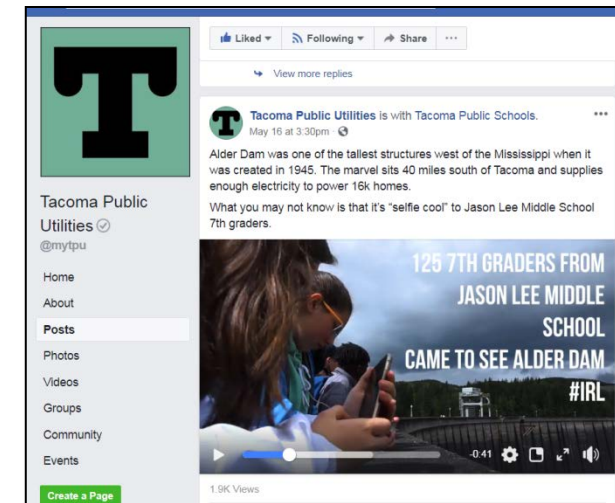 T
Tacoma Public
Utilities
@mytpu
Home
About
Posts
Photos
Videos
Groups
Community
Events
Create a Page
Liked
Following
Share
View more replies
T
Tacoma Public Utilities is with Tacoma Public Schools.
May 16 at 3:30pm ·
Alder Dam was one of the tallest structures west of the Mississippi when it
was created in 1945. The marvel sits 40 miles south of Tacoma and supplies
enough electricity to power 16k homes.
What you may not know is that it's “selfie cool” to Jason Lee Middle School
7th graders.
125 7TH GRADERS FROM
JASON LEE MIDDLE
SCHOOL
CAME TO SEE ALDER DAM
#IRL
-0:41
1.9K Views